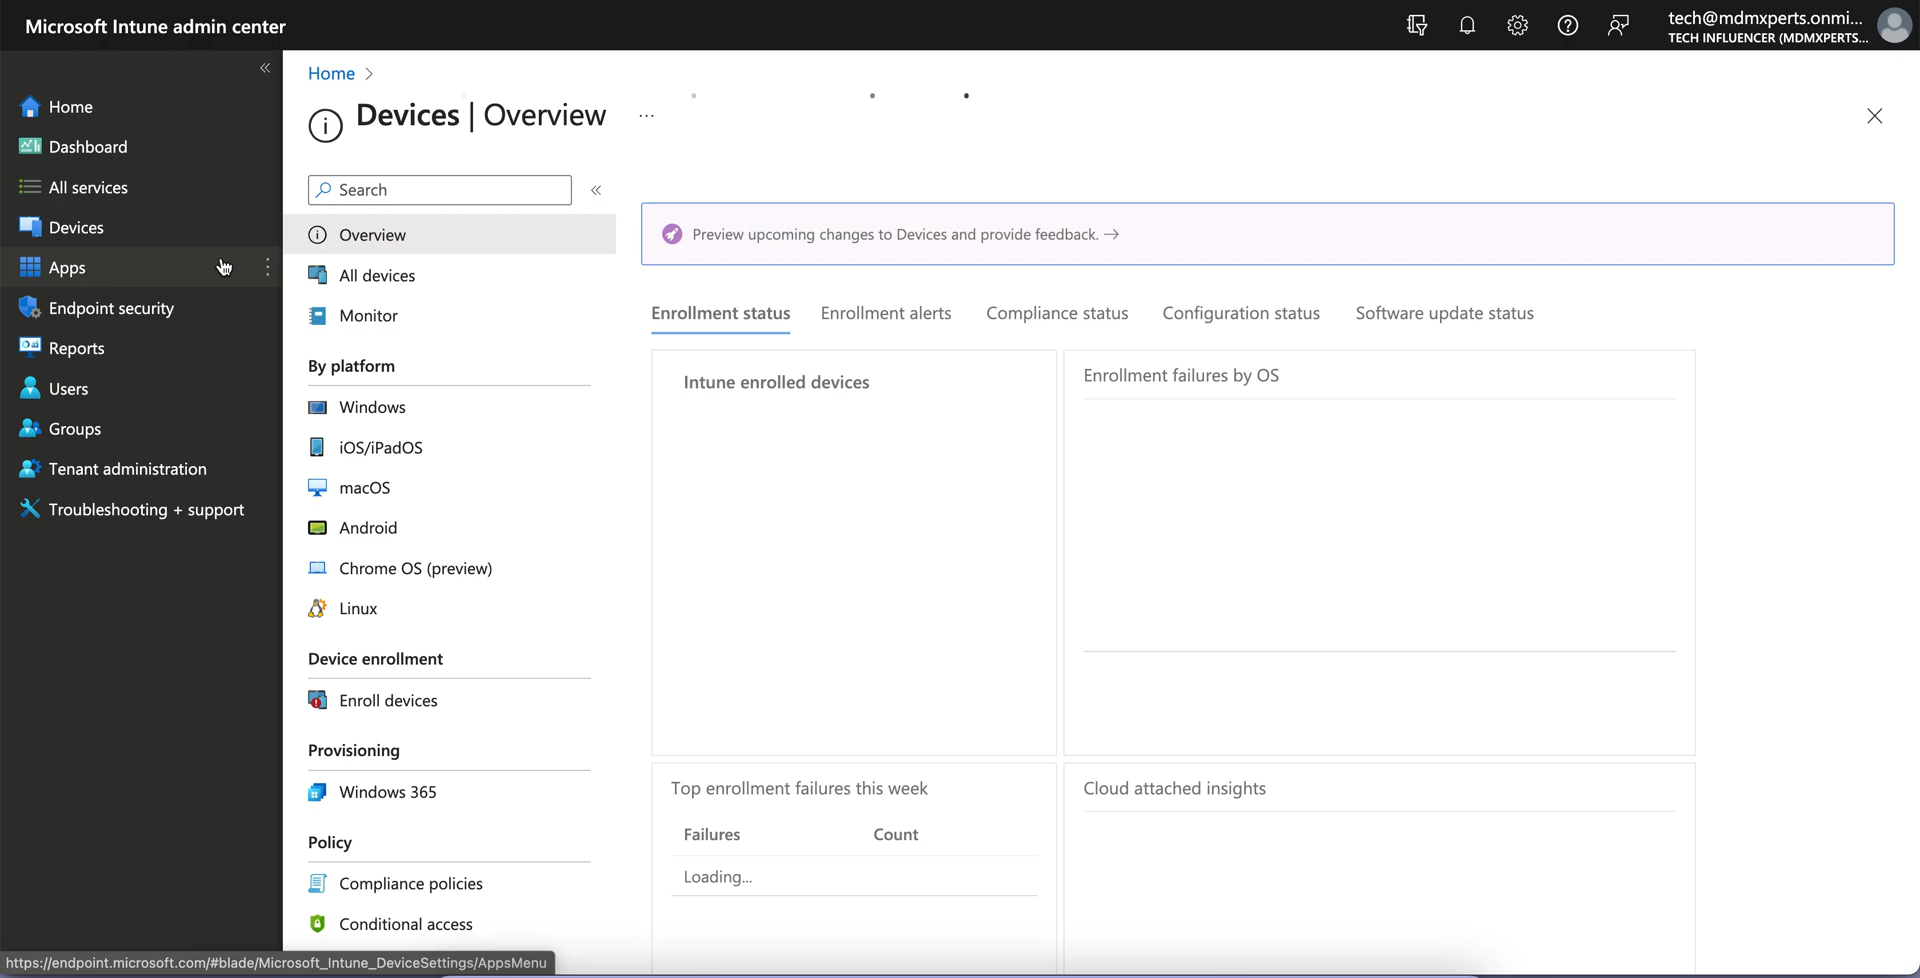 Microsoft Intune admin center
tech@mdmxperts.onmi...
TECH INFLUENCER (MDMXPERTS...
Home
Dashboard
All services
Devices
Apps
Endpoint security
Reports
Users
Groups
Tenant administration
Troubleshooting + support
Home
Devices | Overview
...
Search
Overview
All devices
Monitor
By platform
Windows
iOS/iPadOS
macOS
Android
Chrome OS (preview)
Linux
Device enrollment
Enroll devices
Provisioning
Windows 365
Policy
Compliance policies
Conditional access
Preview upcoming changes to Devices and provide feedback. →
Enrollment status Enrollment alerts Compliance status Configuration status Software update status
Intune enrolled devices
Enrollment failures by OS
Top enrollment failures this week
Failures Count
Loading...
Cloud attached insights
https://endpoint.microsoft.com/#blade/Microsoft_Intune_DeviceSettings/AppsMenu